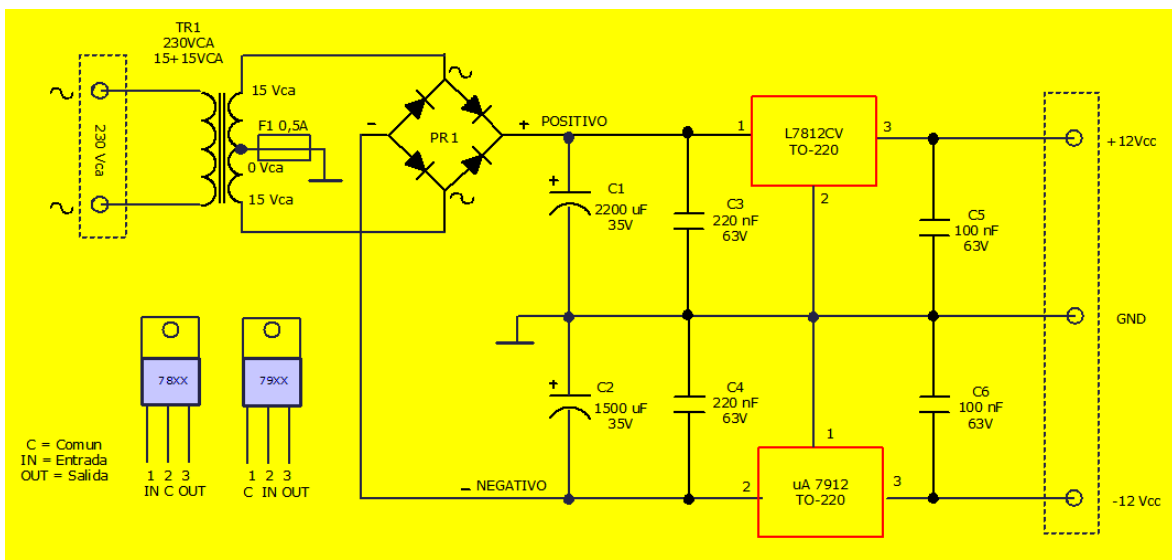 TR1
230VCA
15+15VCA
230 Vca
15 Vca
F1 0,5A
0 Vca
15 Vca
PR1
-
+
POSITIVO
1
L7812CV
TO-220
3
2
+12Vcc
+
C1
2200 uF
35V
C3
220 nF
63V
C5
100 nF
63V
GND
+
C2
1500 uF
35V
C4
220 nF
63V
C6
100 nF
63V
1
- NEGATIVO
2
uA 7912
TO-220
3
-12 Vcc
78XX
79XX
C = Comun
IN = Entrada
OUT = Salida
1 2 3
IN C OUT
1 2 3
C IN OUT